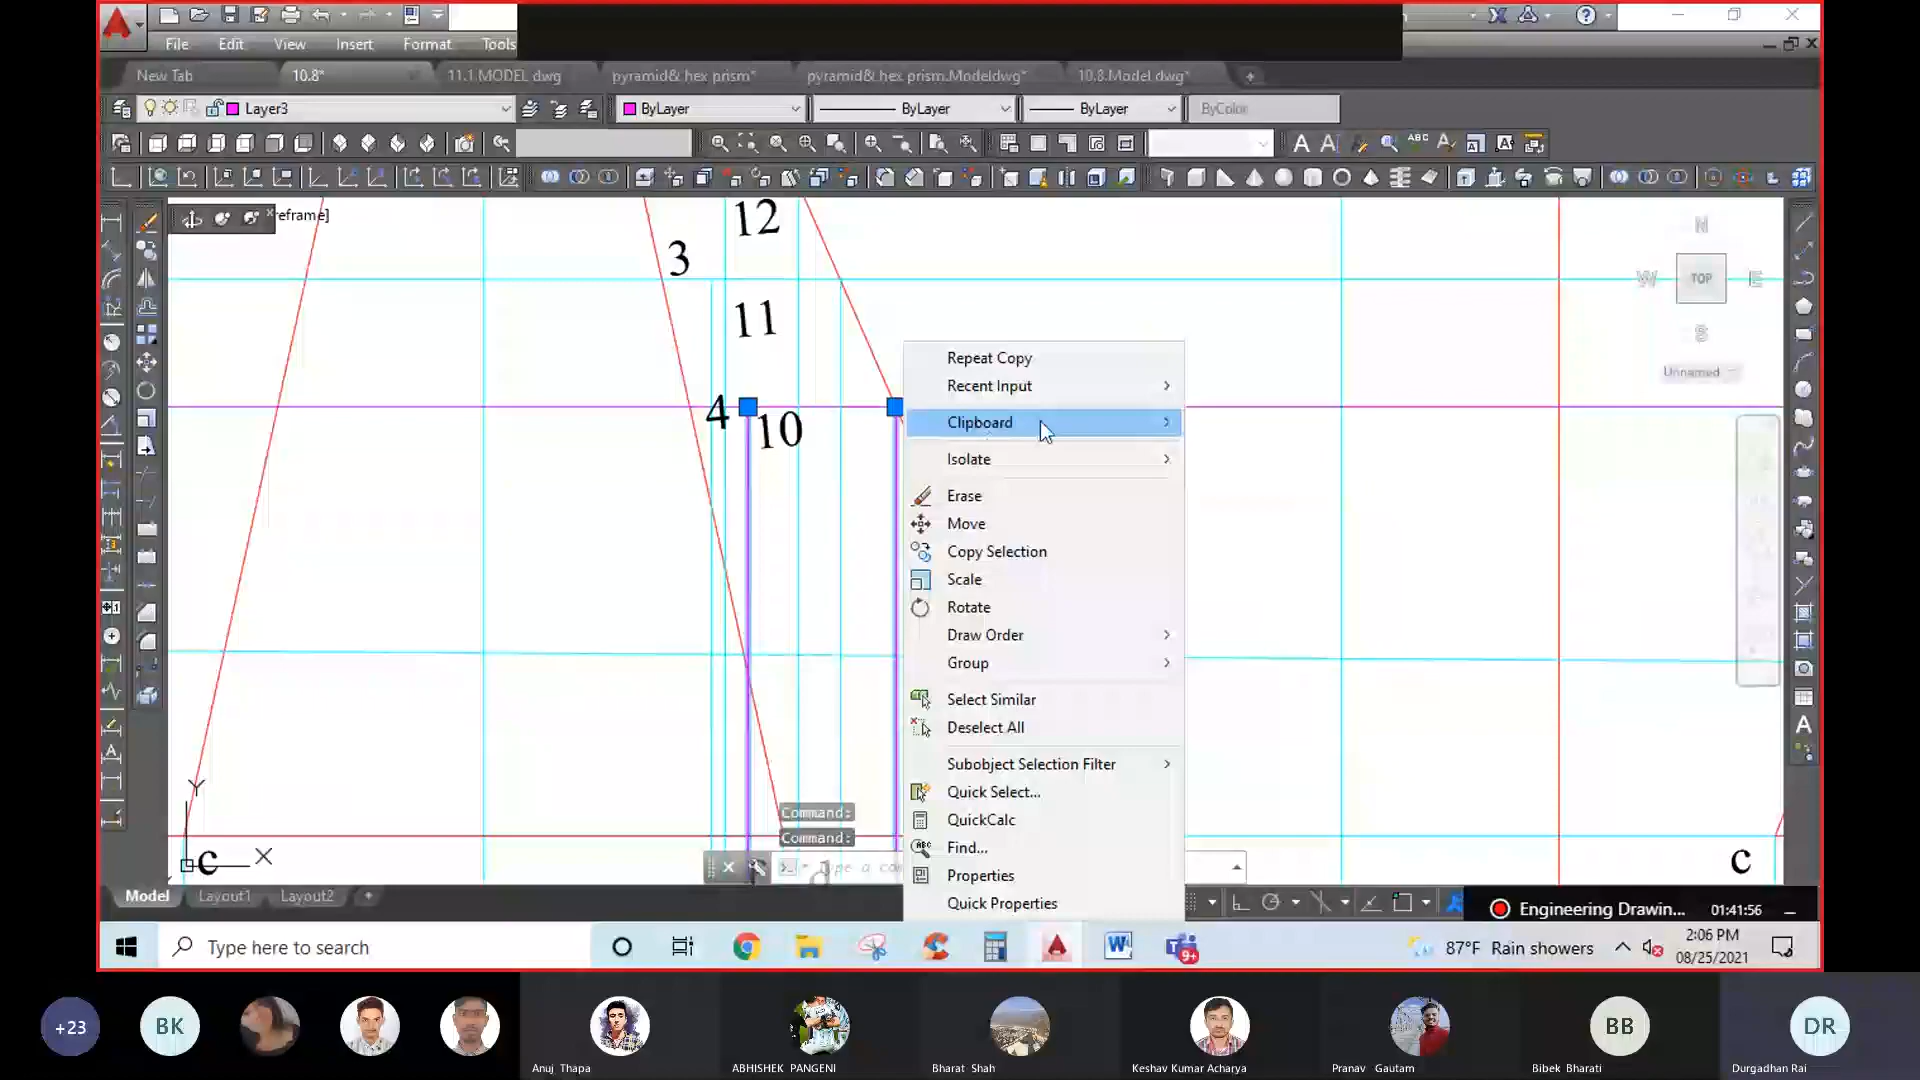 File Edit View Insert Format Tools
New Tab 10.8* 11.1.MODEL dwg pyramid& hex prism* pyramid& hex prism.Modeldwg* 10.8.Model dwg*
Layer3 ByLayer ByLayer ByLayer ByColor
eframe]
12
3
11
4
10
N
W TOP E
S
Unnamed
Repeat Copy
Recent Input
Clipboard
Isolate
Erase
Move
Copy Selection
Scale
Rotate
Draw Order
Group
Select Similar
Deselect All
Subobject Selection Filter
Quick Select...
QuickCalc
Find...
Properties
Quick Properties
Y
X
c
c
d
Command:
Command:
Type a com
Model Layout1 Layout2 +
Engineering Drawin... 01:41:56
Type here to search
9+
87°F Rain showers
2:06 PM
08/25/2021
+23 BK BB DR
Anuj Thapa ABHISHEK PANGENI Bharat Shah Keshav Kumar Acharya Pranav Gautam Bibek Bharati Durgadhan Rai